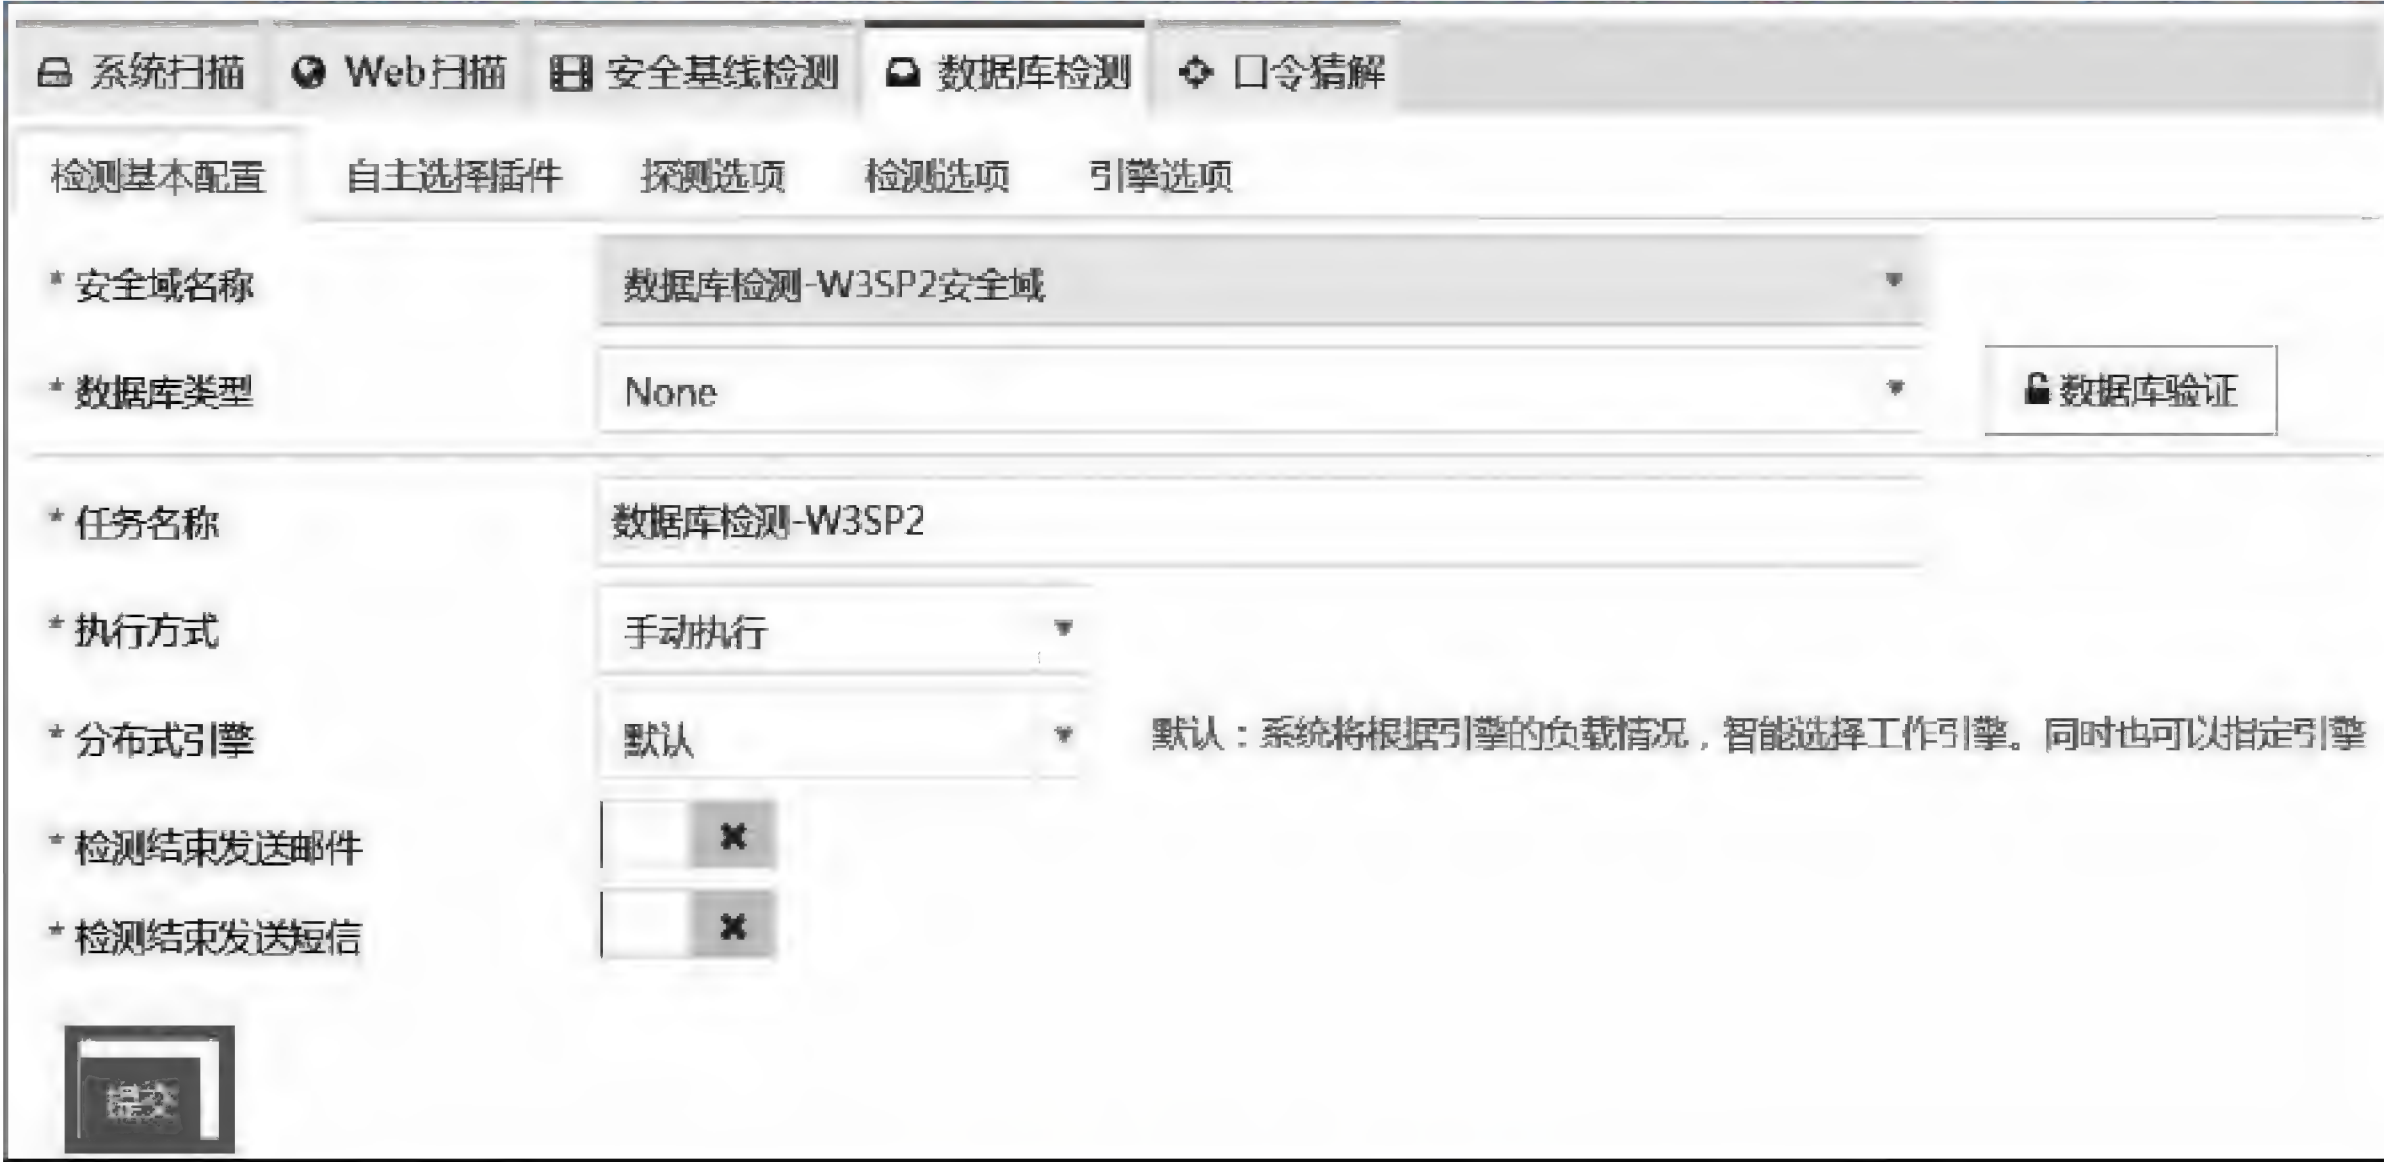 系统扫描 Web扫描 安全基线检测 数据库检测 口令猜解
检测基本配置 自主选择插件 探测选项 检测选项 引擎选项
* 安全域名称 数据库检测-W3SP2安全域
* 数据库类型 None 数据库验证
* 任务名称 数据库检测-W3SP2
* 执行方式 手动执行
* 分布式引擎 默认 默认：系统将根据引擎的负载情况，智能选择工作引擎。同时也可以指定引擎
* 检测结束发送邮件
* 检测结束发送短信
提交